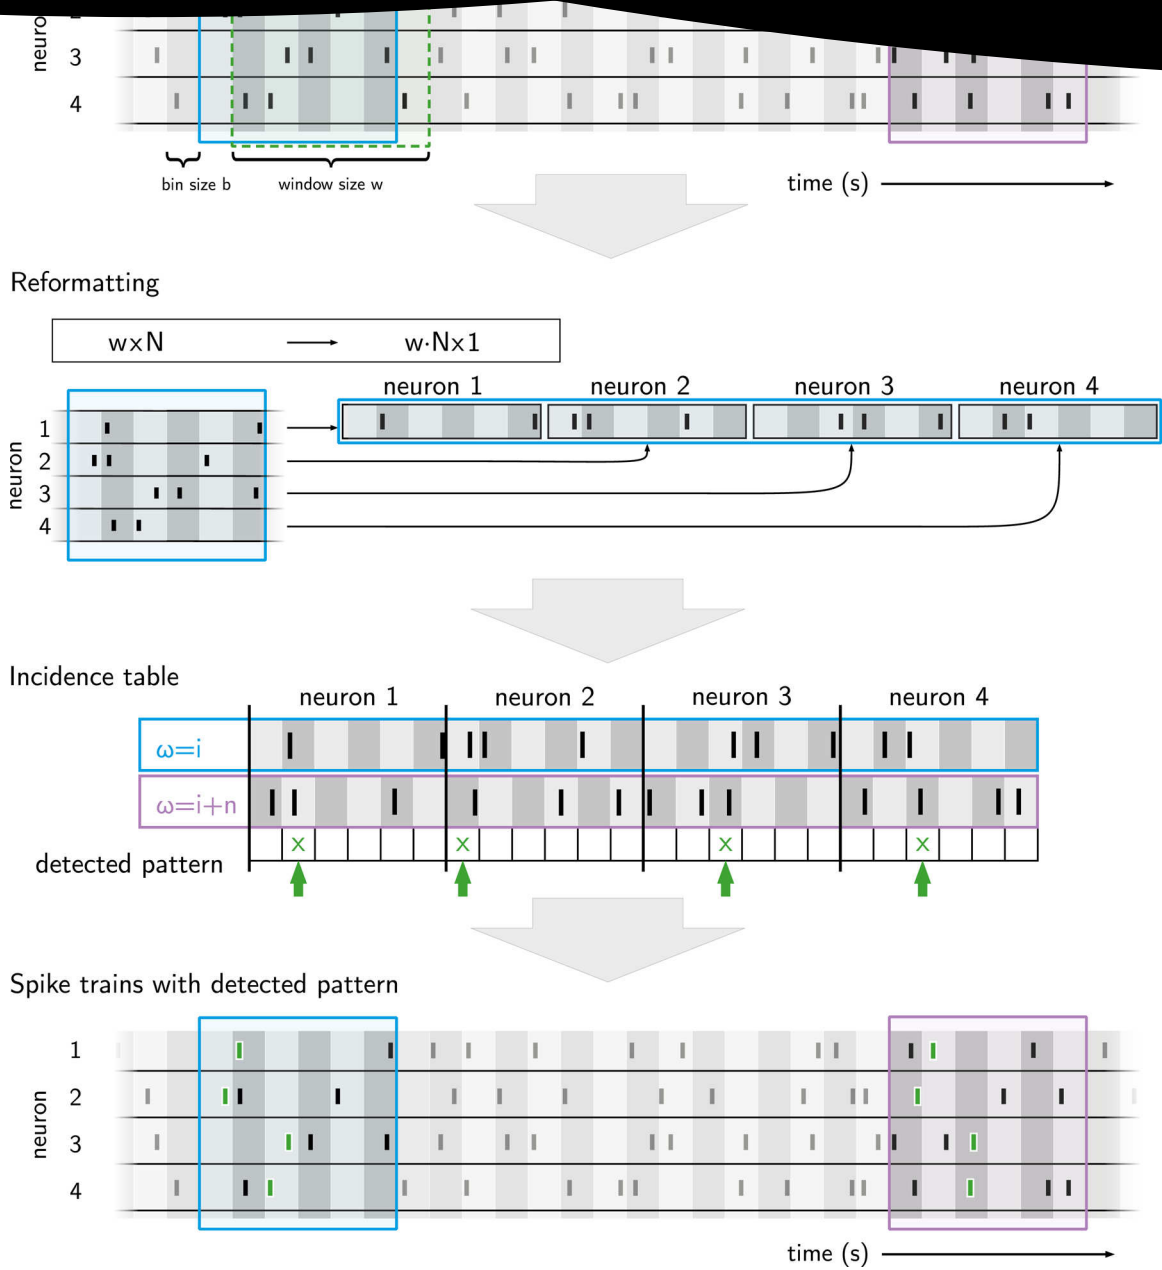 neuron
3
4
bin size b
window size w
time (s)
Reformatting
w×N
w·N×1
neuron 1
neuron 2
neuron 3
neuron 4
neuron
1
2
3
4
Incidence table
neuron 1
neuron 2
neuron 3
neuron 4
ω=i
ω=i+n
x
x
x
x
detected pattern
Spike trains with detected pattern
neuron
1
2
3
4
time (s)